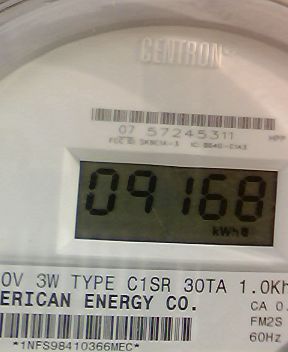 CENTRON
07 57245311
09168
kWh
0V 3W TYPE C1SR 30TA 1.0Kh
ERICAN ENERGY CO.
CA 0.
FM2S
*1NFS98410366MEC*
60Hz